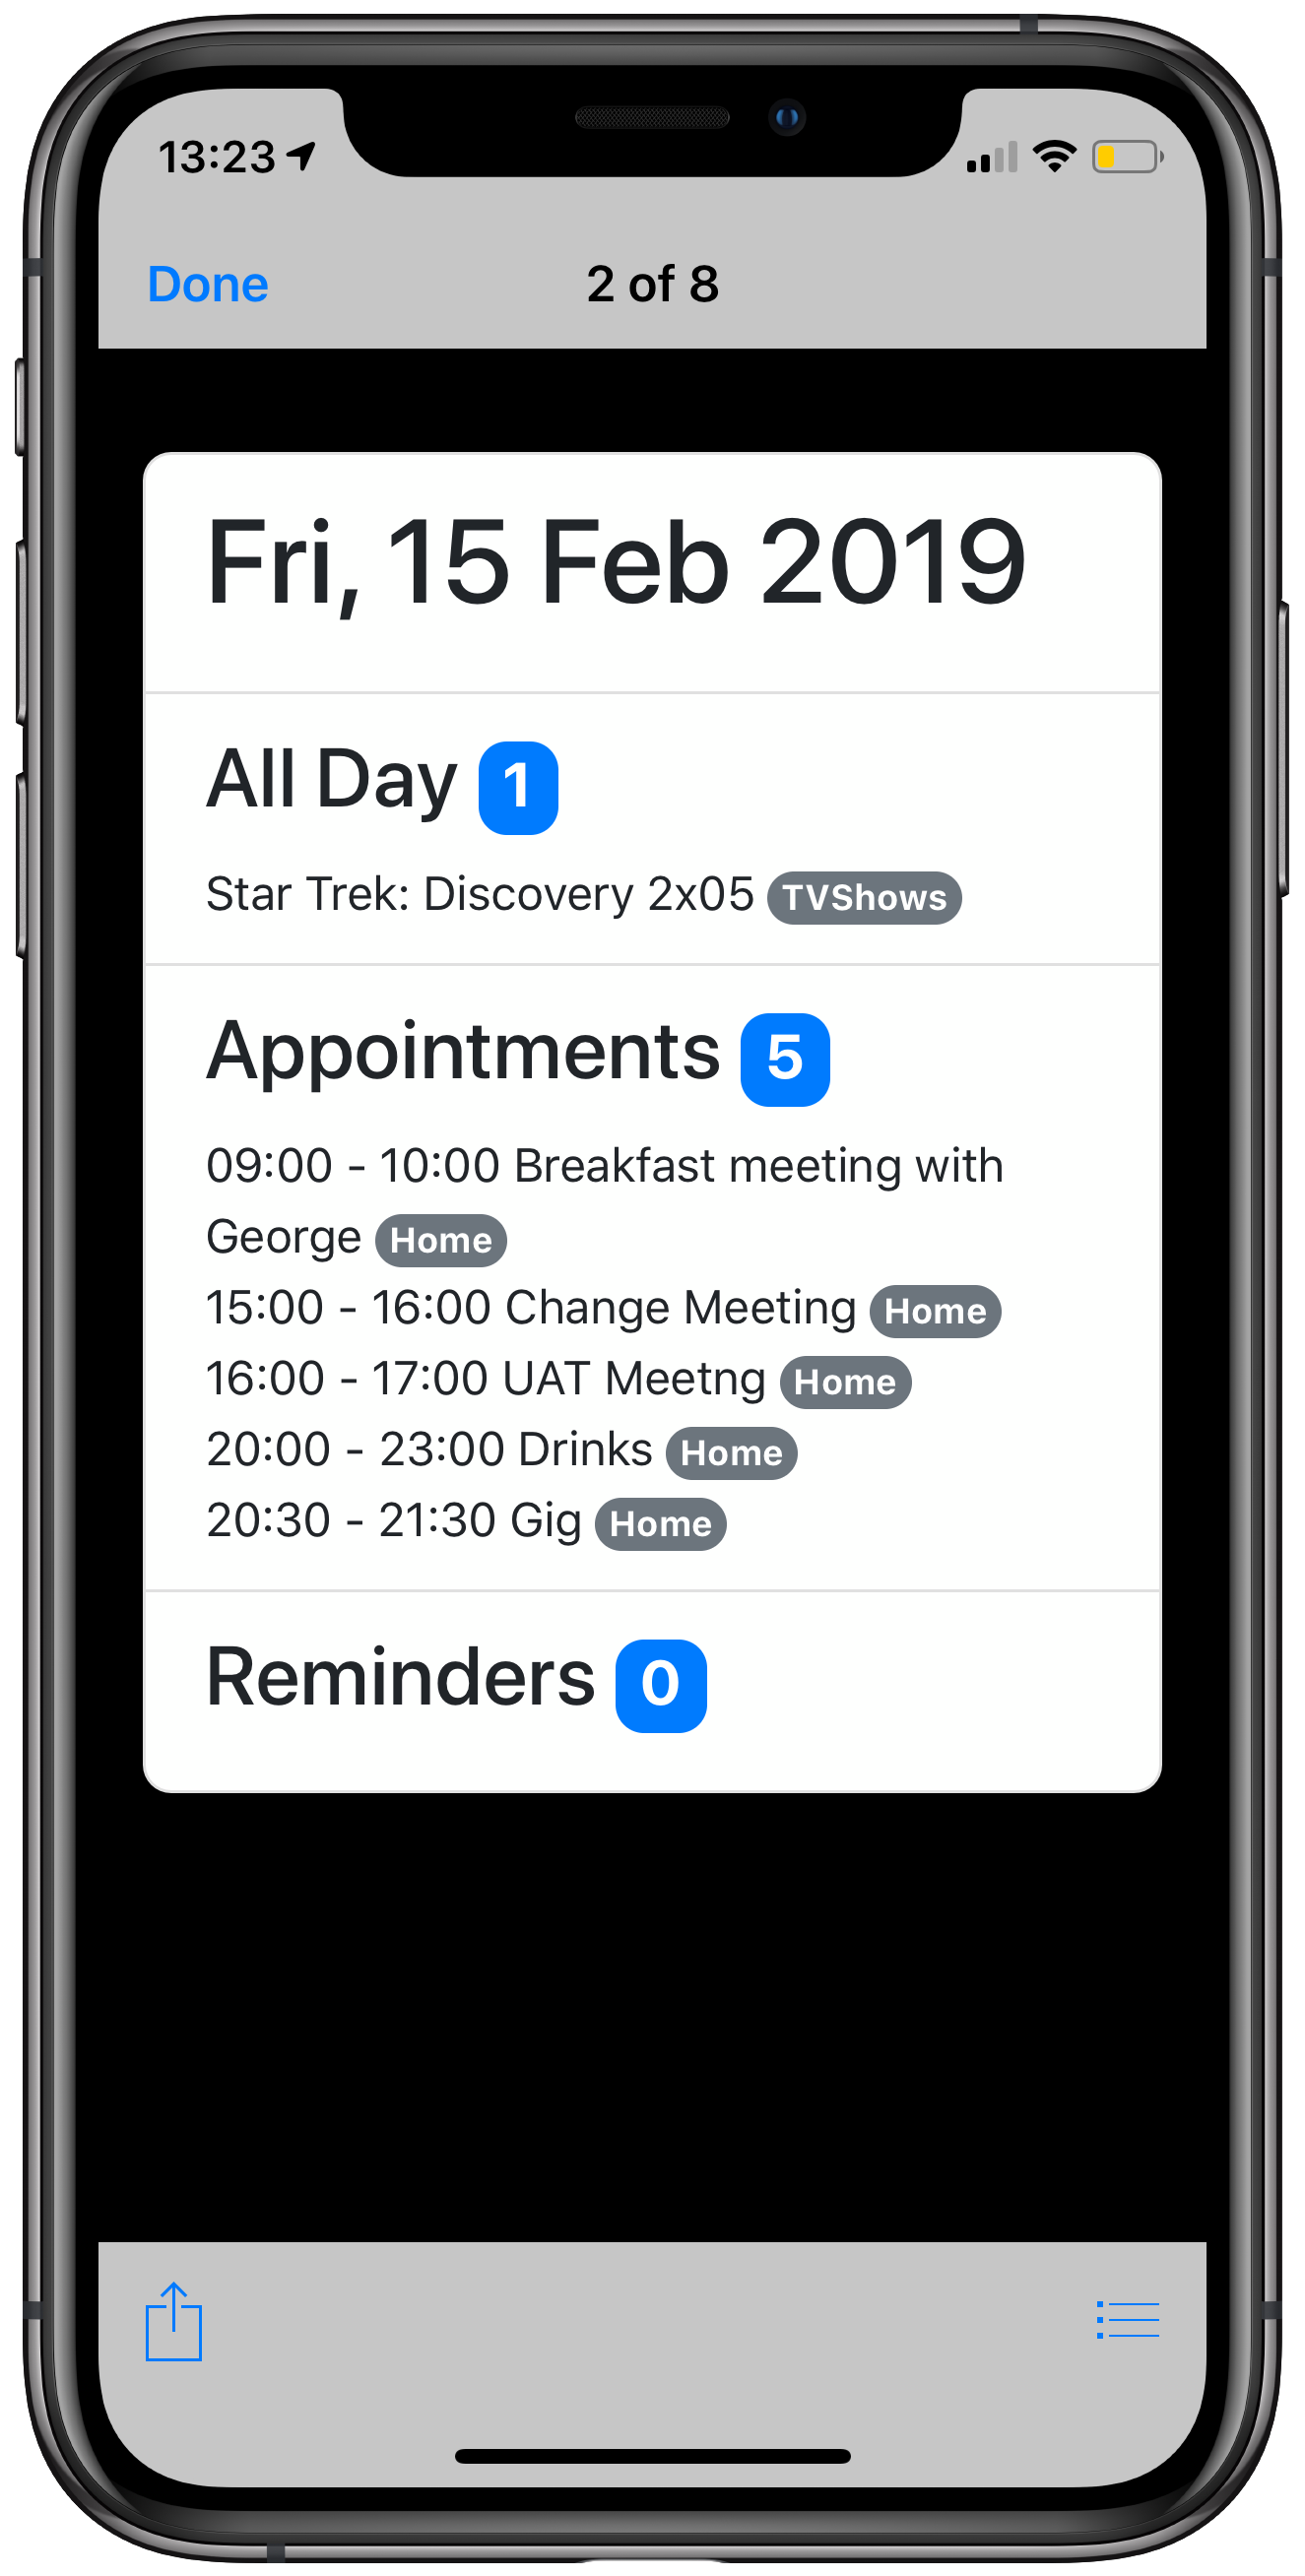 13:23
Done
2 of 8
Fri, 15 Feb 2019
All Day 1
Star Trek: Discovery 2x05 TVShows
Appointments 5
09:00 - 10:00 Breakfast meeting with
George Home
15:00 - 16:00 Change Meeting Home
16:00 - 17:00 UAT Meetng Home
20:00 - 23:00 Drinks Home
20:30 - 21:30 Gig Home
Reminders 0